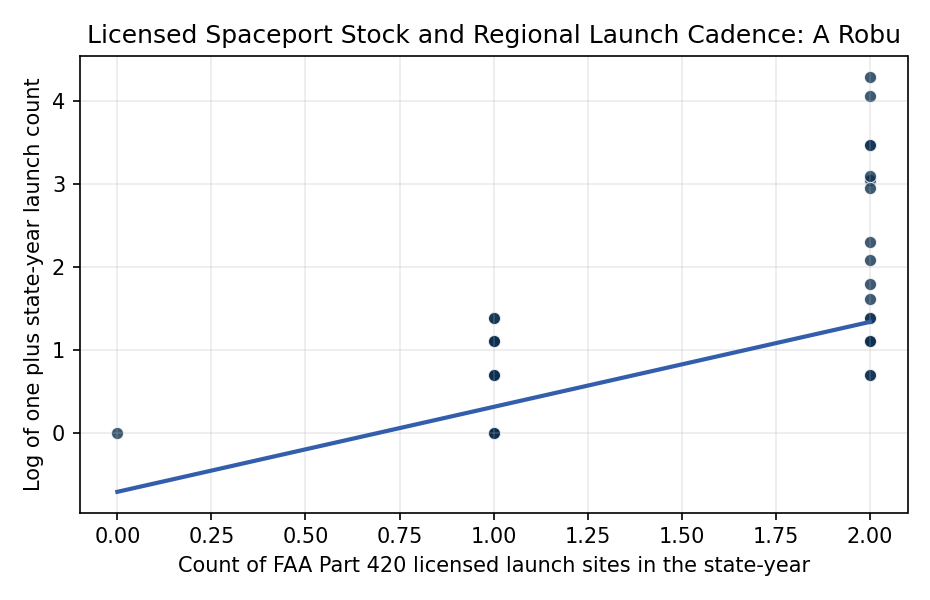 Licensed Spaceport Stock and Regional Launch Cadence: A Robu
Log of one plus state-year launch count
4
3
2
1
0
0.00 0.25 0.50 0.75 1.00 1.25 1.50 1.75 2.00
Count of FAA Part 420 licensed launch sites in the state-year